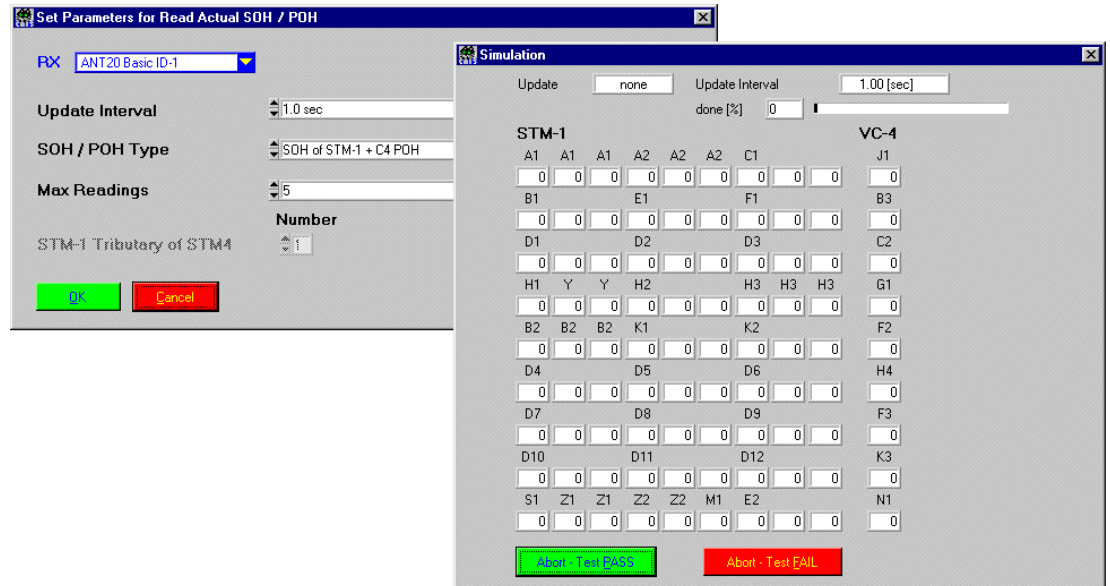 Set Parameters for Read Actual SOH / POH
RX ANT20 Basic ID-1
Update Interval 1.0 sec
SOH / POH Type SOH of STM-1 + C4 POH
Max Readings 5
Number
STM-1 Tributary of STM4 1
OK Cancel
Simulation
Update none Update Interval 1.00 [sec]
done [%] 0
STM-1 VC-4
A1 A1 A1 A2 A2 A2 C1 J1
0 0 0 0 0 0 0 0 0 0
B1 E1 F1 B3
0 0 0 0 0 0 0 0 0 0
D1 D2 D3 C2
0 0 0 0 0 0 0 0 0 0
H1 Y Y H2 H3 H3 H3 G1
0 0 0 0 0 0 0 0 0 0
B2 B2 B2 K1 K2 F2
0 0 0 0 0 0 0 0 0 0
D4 D5 D6 H4
0 0 0 0 0 0 0 0 0 0
D7 D8 D9 F3
0 0 0 0 0 0 0 0 0 0
D10 D11 D12 K3
0 0 0 0 0 0 0 0 0 0
S1 Z1 Z1 Z2 Z2 M1 E2 N1
0 0 0 0 0 0 0 0 0 0
Abort - Test PASS Abort - Test FAIL